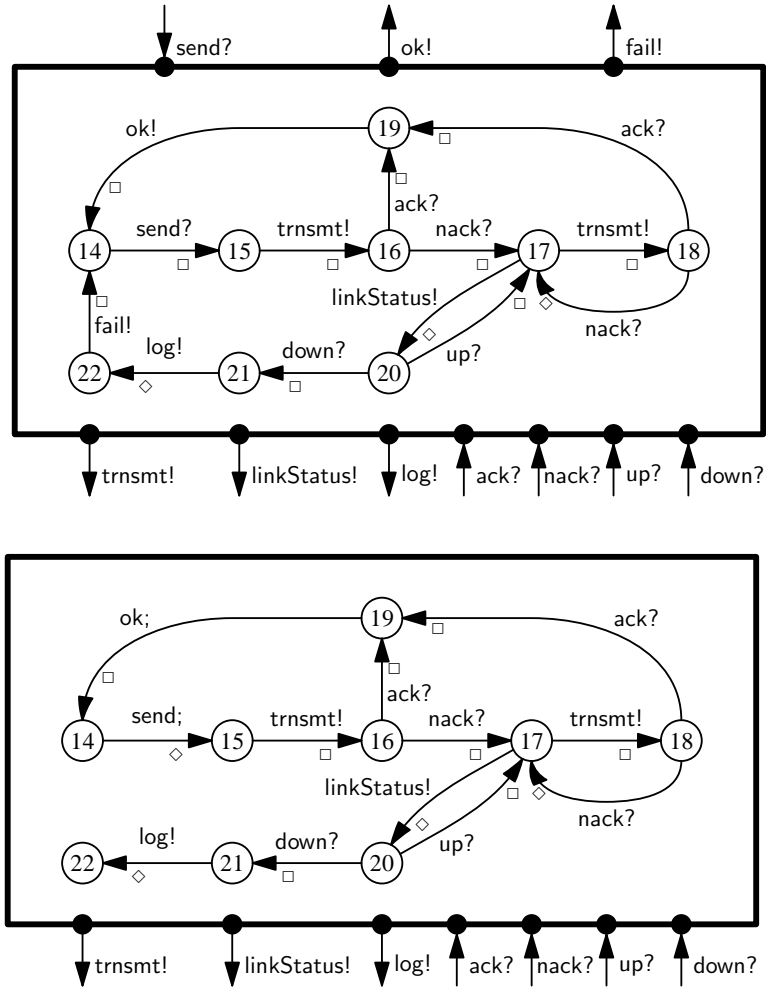 send? ok! fail!
19
ok! ack?
ack?
send? trnsmt! nack? trnsmt!
14 15 16 17 18
linkStatus!
fail! nack?
log! down? up?
22 21 20
trnsmt! linkStatus! log! ack? nack? up? down?
19
ok; ack?
ack?
send; trnsmt! nack? trnsmt!
14 15 16 17 18
linkStatus!
nack?
log! down? up?
22 21 20
trnsmt! linkStatus! log! ack? nack? up? down?